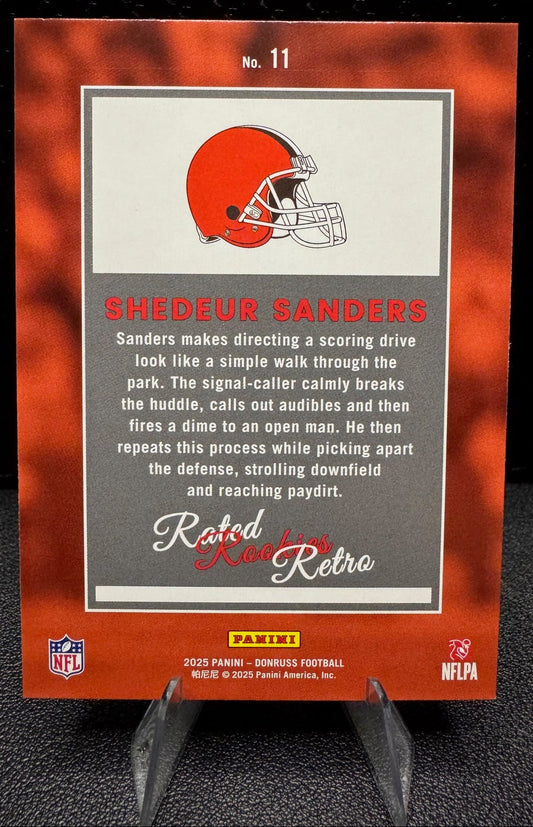 No. 11
SHEDEUR SANDERS
Sanders makes directing a scoring drive
look like a simple walk through the
park. The signal-caller calmly breaks
the huddle, calls out audibles and then
fires a dime to an open man. He then
repeats this process while picking apart
the defense, strolling downfield
and reaching paydirt.
Rated
Rookies
Retro
PANINI
NFL
2025 PANINI – DONRUSS FOOTBALL
帕尼尼 © 2025 Panini America, Inc.
NFLPA